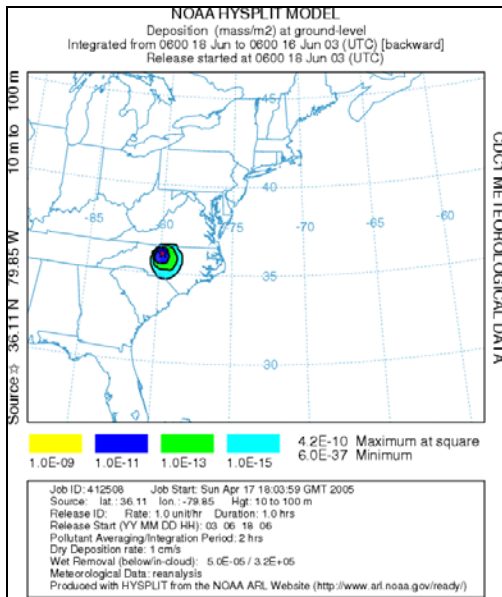 NOAA HYSPLIT MODEL
Deposition (mass/m2) at ground-level
Integrated from 0600 18 Jun to 0600 16 Jun 03 (UTC) [backward]
Release started at 0600 18 Jun 03 (UTC)
Source ☆ 36.11 N 79.85 W 10 m to 100 m
45
40
35
30
-85
-80
-75
-70
-65
-60
CDC1 METEOROLOGICAL DATA
1.0E-09 1.0E-11 1.0E-13 1.0E-15
4.2E-10 Maximum at square
6.0E-37 Minimum
Job ID: 412508 Job Start: Sun Apr 17 18:03:59 GMT 2005
Source: lat.: 36.11 lon.: -79.85 Hgt: 10 to 100 m
Release ID: Rate: 1.0 unit/hr Duration: 1.0 hrs
Release Start (YY MM DD HH): 03 06 18 06
Pollutant Averaging/Integration Period: 2 hrs
Dry Deposition rate: 1 cm/s
Wet Removal (below/in-cloud): 5.0E-05 / 3.2E+05
Meteorological Data: reanalysis
Produced with HYSPLIT from the NOAA ARL Website (http://www.arl.noaa.gov/ready/)